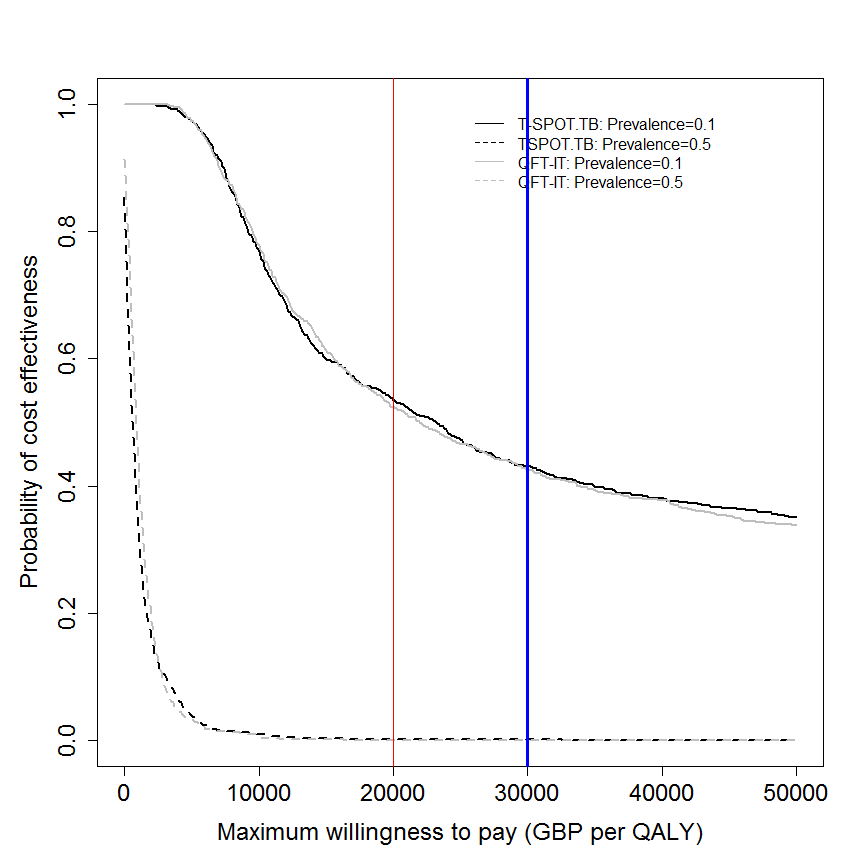 T-SPOT.TB: Prevalence=0.1
TSPOT.TB: Prevalence=0.5
QFT-IT: Prevalence=0.1
QFT-IT: Prevalence=0.5
Probability of cost effectiveness
1.0
0.8
0.6
0.4
0.2
0.0
0 10000 20000 30000 40000 50000
Maximum willingness to pay (GBP per QALY)